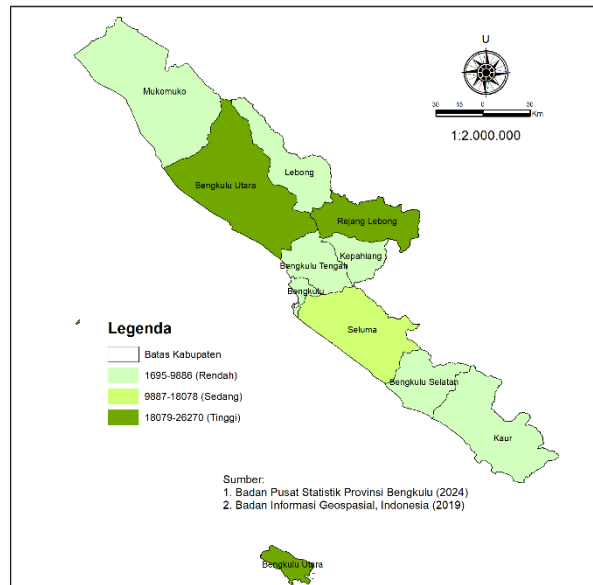 U
30 15 0 30
Km
1:2.000.000
Mukomuko
Lebong
Bengkulu Utara
Rejang Lebong
Kepahiang
Bengkulu Tengah
Bengkulu
Seluma
Bengkulu Selatan
Kaur
Legenda
Batas Kabupaten
1695-9886 (Rendah)
9887-18078 (Sedang)
18079-26270 (Tinggi)
Sumber:
1. Badan Pusat Statistik Provinsi Bengkulu (2024)
2. Badan Informasi Geospasial, Indonesia (2019)
Bengkulu Utara